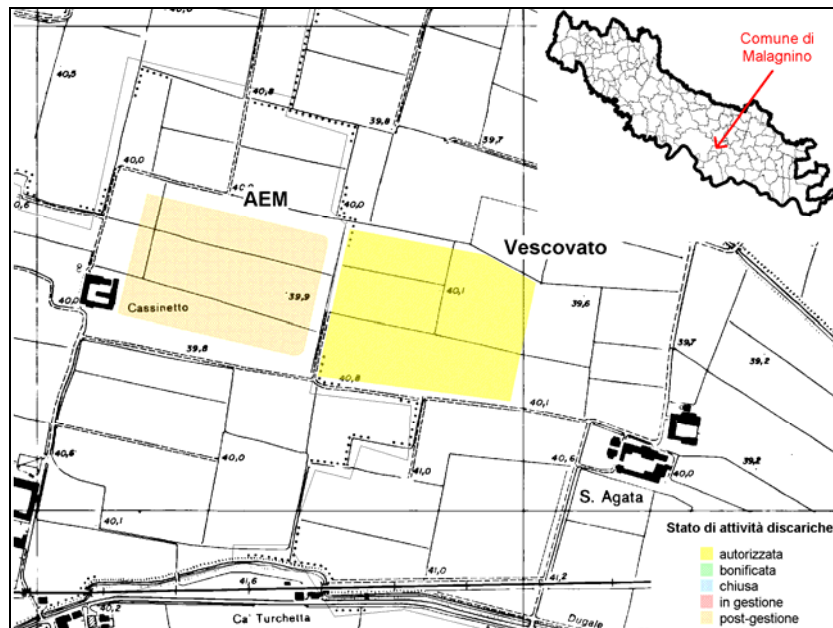 Comune di
Malagnino
40,5
40,8
39,8
39,7
40,0
40,0
AEM
Vescovato
40,1
39,6
39,9
40,0
Cassinetto
39,8
39,7
39,2
40,8
40,1
40,6
40,0
41,0
40,6
39,2
40,0
S. Agata
40,1
Stato di attività discariche
autorizzata
bonificata
chiusa
in gestione
post-gestione
41,6
41,0
41,2
40,2
Ca' Turchetta
Dugale